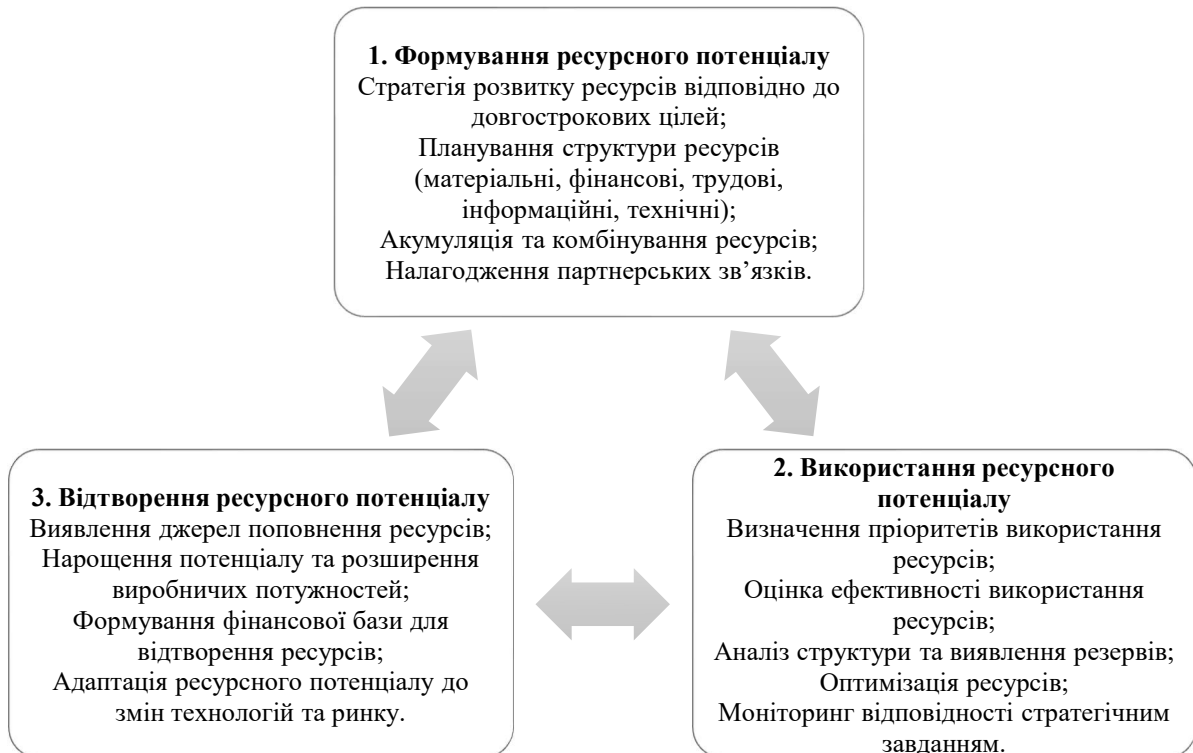 1. Формування ресурсного потенціалу
Стратегія розвитку ресурсів відповідно до
довгострокових цілей;
Планування структури ресурсів
(матеріальні, фінансові, трудові,
інформаційні, технічні);
Акумуляція та комбінування ресурсів;
Налагодження партнерських зв’язків.
2. Використання ресурсного
потенціалу
Визначення пріоритетів використання
ресурсів;
Оцінка ефективності використання
ресурсів;
Аналіз структури та виявлення резервів;
Оптимізація ресурсів;
Моніторинг відповідності стратегічним
завданням.
3. Відтворення ресурсного потенціалу
Виявлення джерел поповнення ресурсів;
Нарощення потенціалу та розширення
виробничих потужностей;
Формування фінансової бази для
відтворення ресурсів;
Адаптація ресурсного потенціалу до
змін технологій та ринку.